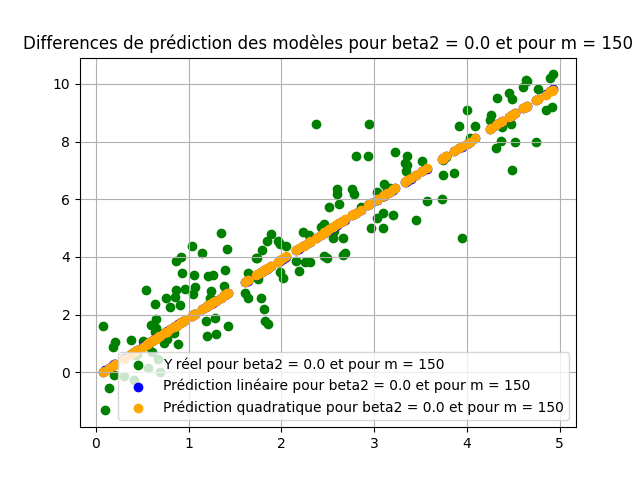 Differences de prédiction des modèles pour beta2 = 0.0 et pour m = 150
10
8
6
4
2
0
Y réel pour beta2 = 0.0 et pour m = 150
Prédiction linéaire pour beta2 = 0.0 et pour m = 150
Prédiction quadratique pour beta2 = 0.0 et pour m = 150
0 1 2 3 4 5